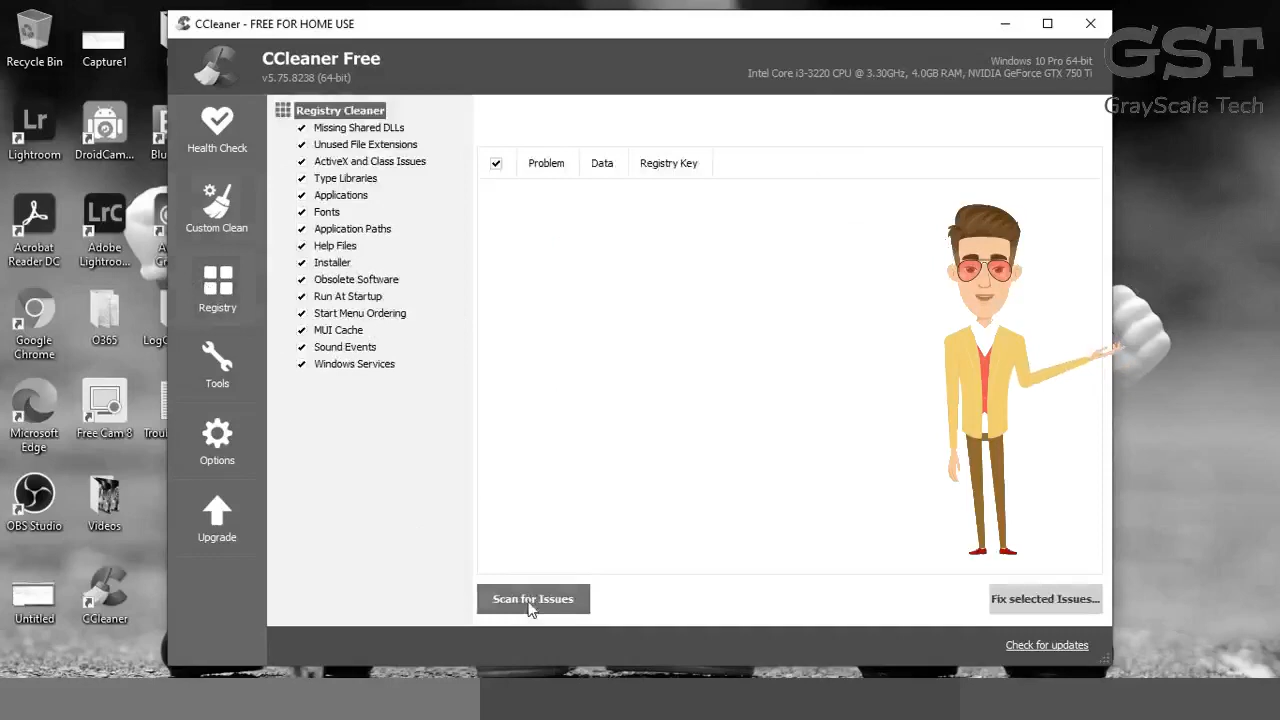 CCleaner - FREE FOR HOME USE
CCleaner Free
v5.75.8238 (64-bit)
Windows 10 Pro 64-bit
Intel Core i3-3220 CPU @ 3.30GHz, 4.0GB RAM, NVIDIA GeForce GTX 750 Ti
GST
GrayScale Tech
Recycle Bin
Capture1
Lr
Lightroom
DroidCam...
Blu
Acrobat
Reader DC
LrC
Adobe
Lightroo...
Google
Chrome
O365
LogC
Microsoft
Edge
Free Cam 8
Troub
OBS Studio
Videos
Untitled
CCleaner
Health Check
Custom Clean
Registry
Tools
Options
Upgrade
Registry Cleaner
Missing Shared DLLs
Unused File Extensions
ActiveX and Class Issues
Type Libraries
Applications
Fonts
Application Paths
Help Files
Installer
Obsolete Software
Run At Startup
Start Menu Ordering
MUI Cache
Sound Events
Windows Services
Problem
Data
Registry Key
Scan for Issues
Fix selected Issues...
Check for updates